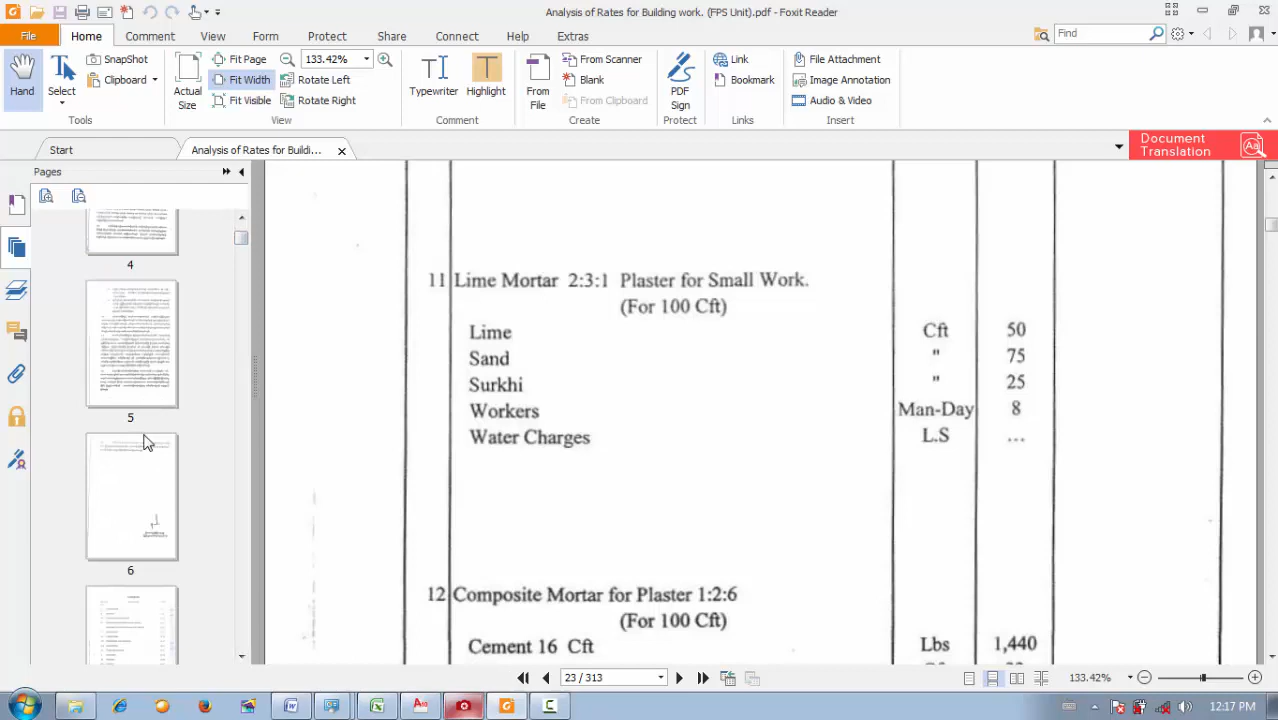 Analysis of Rates for Building work. (FPS Unit).pdf - Foxit Reader
File Home Comment View Form Protect Share Connect Help Extras
Find
Hand
Select
SnapShot
Clipboard
Tools
Actual Size
Fit Page
Fit Width
Fit Visible
133.42%
Rotate Left
Rotate Right
View
Typewriter
Highlight
Comment
From File
From Scanner
Blank
From Clipboard
Create
PDF Sign
Protect
Link
Bookmark
Links
File Attachment
Image Annotation
Audio & Video
Insert
Start
Analysis of Rates for Buildi...
Document Translation
Pages
4
5
6
11 Lime Mortar 2:3:1 Plaster for Small Work.
(For 100 Cft)
Lime Cft 50
Sand " 75
Surkhi " 25
Workers Man-Day 8
Water Charges L.S ...
12 Composite Mortar for Plaster 1:2:6
(For 100 Cft)
Cement 16 Cft Lbs 1,440
23 / 313
133.42%
12:17 PM